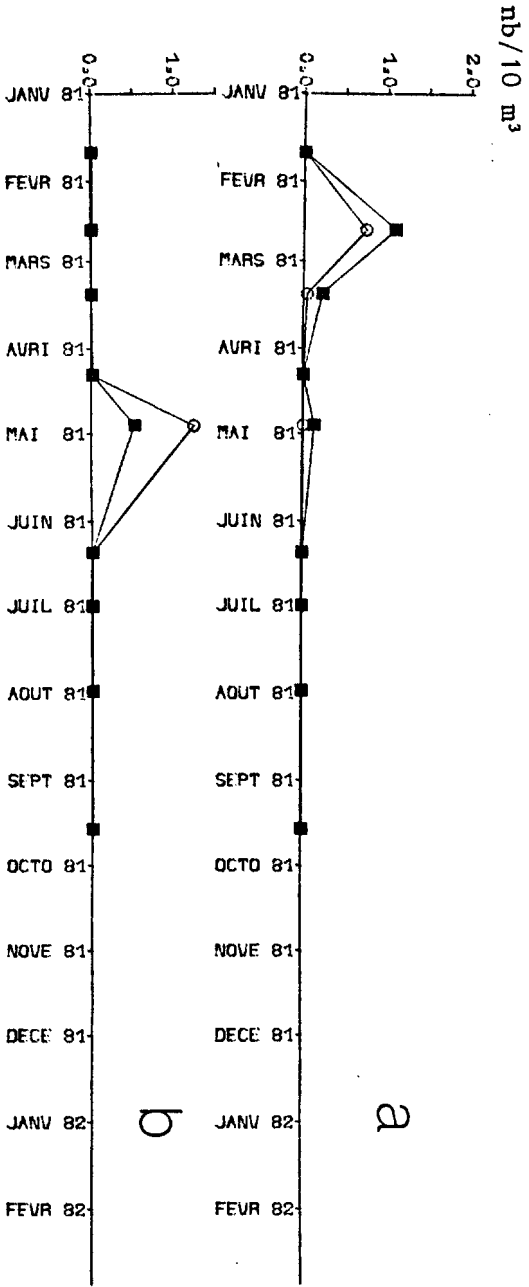 nb/10 m³
0.0 1.0 2.0
JANV 81
FEVR 81
MARS 81
AVRI 81
MAI 81
JUIN 81
JUIL 81
AOUT 81
SEPT 81
OCTO 81
NOVE 81
DECE 81
JANV 82
FEVR 82
a
0.0 1.0
JANV 81
FEVR 81
MARS 81
AVRI 81
MAI 81
JUIN 81
JUIL 81
AOUT 81
SEPT 81
OCTO 81
NOVE 81
DECE 81
JANV 82
FEVR 82
b